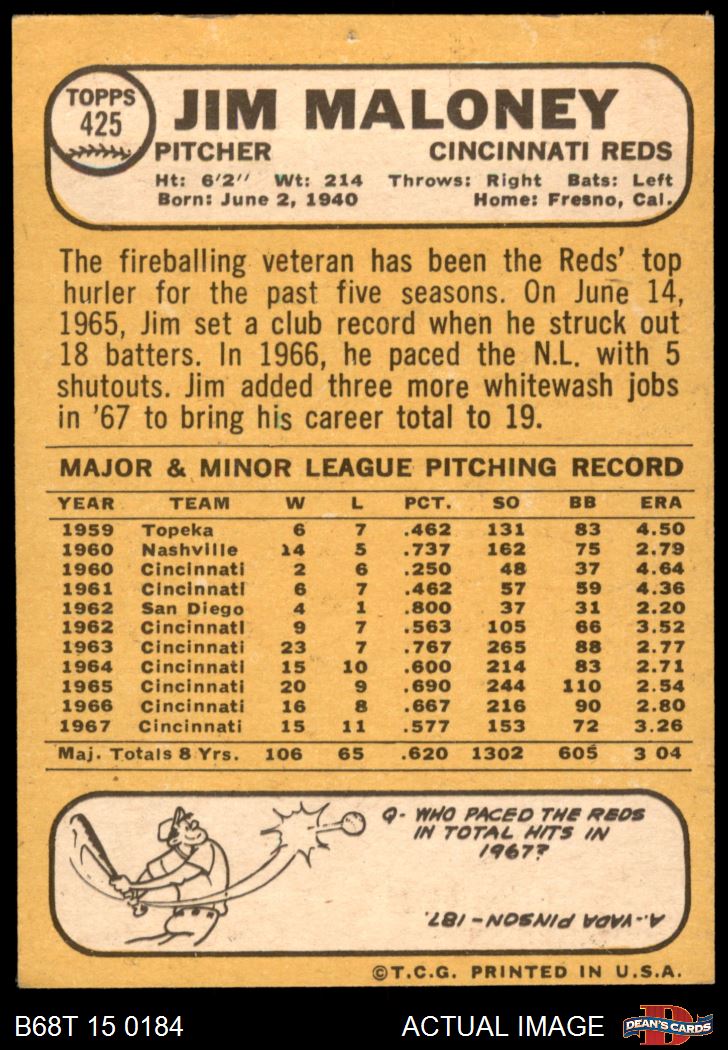 TOPPS
425
JIM MALONEY
PITCHER CINCINNATI REDS
Ht: 6'2" Wt: 214 Throws: Right Bats: Left
Born: June 2, 1940 Home: Fresno, Cal.
The fireballing veteran has been the Reds' top
hurler for the past five seasons. On June 14,
1965, Jim set a club record when he struck out
18 batters. In 1966, he paced the N.L. with 5
shutouts. Jim added three more whitewash jobs
in '67 to bring his career total to 19.
MAJOR & MINOR LEAGUE PITCHING RECORD
YEAR TEAM W L PCT. SO BB ERA
1959 Topeka 6 7 .462 131 83 4.50
1960 Nashville 14 5 .737 162 75 2.79
1960 Cincinnati 2 6 .250 48 37 4.64
1961 Cincinnati 6 7 .462 57 59 4.36
1962 San Diego 4 1 .800 37 31 2.20
1962 Cincinnati 9 7 .563 105 66 3.52
1963 Cincinnati 23 7 .767 265 88 2.77
1964 Cincinnati 15 10 .600 214 83 2.71
1965 Cincinnati 20 9 .690 244 110 2.54
1966 Cincinnati 16 8 .667 216 90 2.80
1967 Cincinnati 15 11 .577 153 72 3.26
Maj. Totals 8 Yrs. 106 65 .620 1302 605 3 04
Q- WHO PACED THE REDS
IN TOTAL HITS IN
1967?
A.-VADA PINSON-187.
©T.C.G. PRINTED IN U.S.A.
B68T 15 0184 ACTUAL IMAGE
D
DEAN'S CARDS